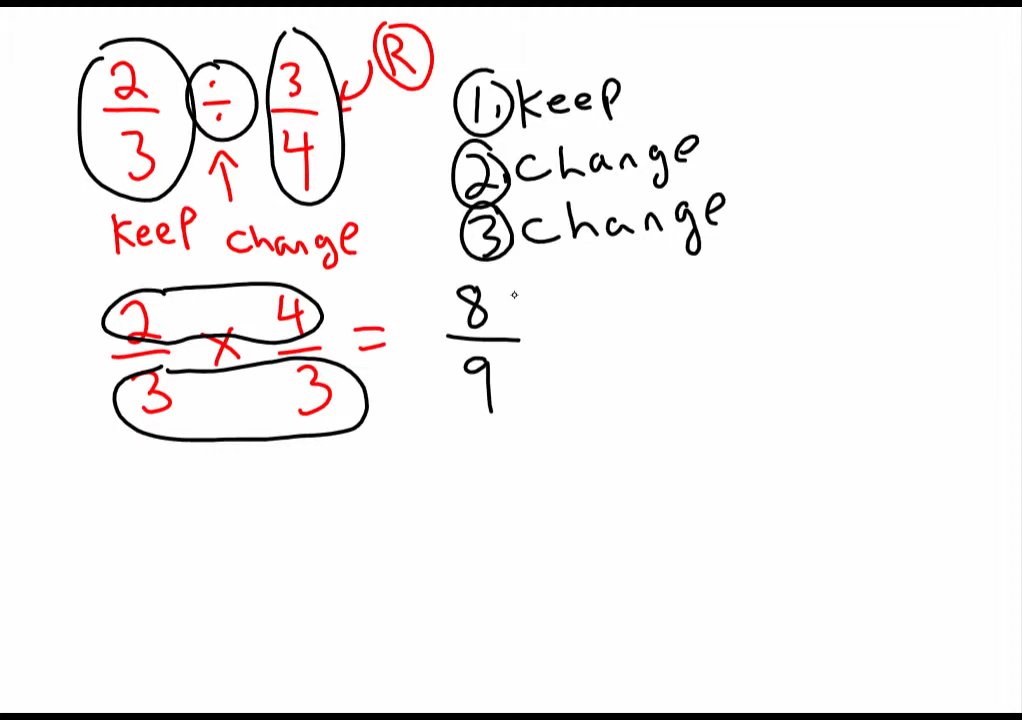 2/3 ÷ 3/4 R
keep change
1. keep
2. change
3 change
2/3 × 4/3 = 8/9